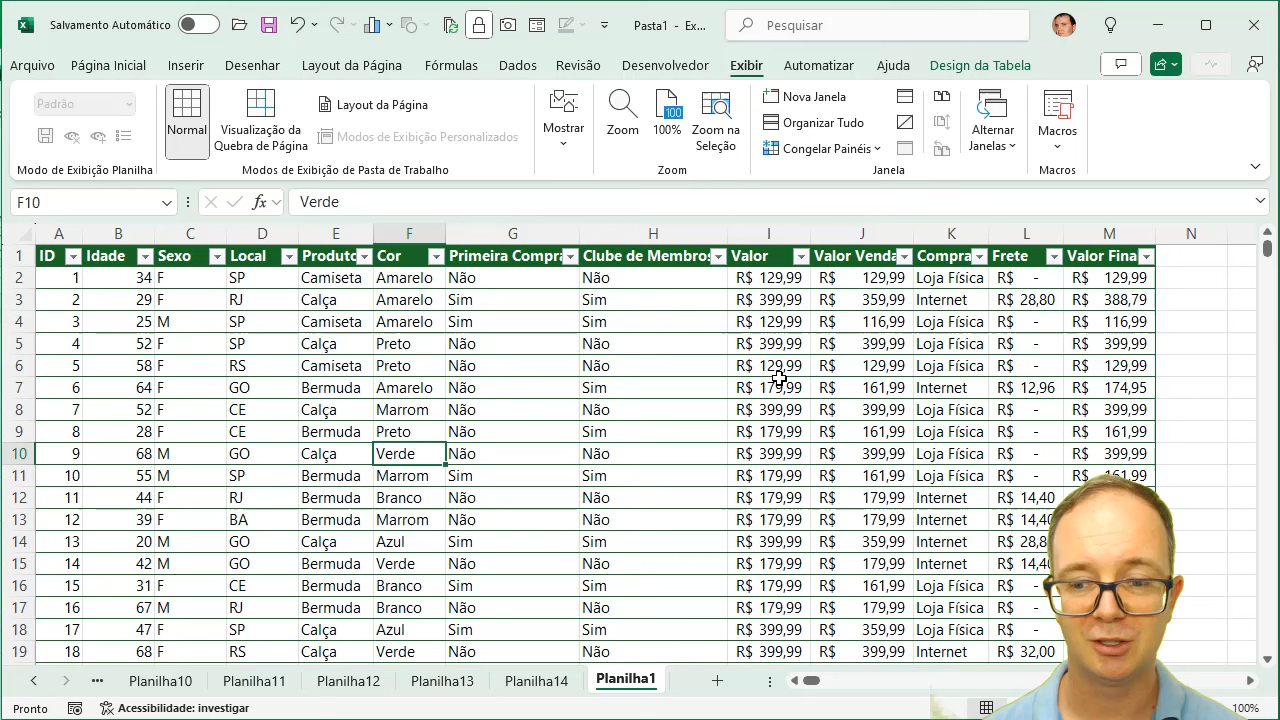 Salvamento Automático
Pasta1 - Ex...
Pesquisar
Arquivo Página Inicial Inserir Desenhar Layout da Página Fórmulas Dados Revisão Desenvolvedor Exibir Automatizar Ajuda Design da Tabela
Padrão
Normal
Visualização da
Quebra de Página
Layout da Página
Modos de Exibição Personalizados
Mostrar
Zoom
100
100%
Zoom na
Seleção
Nova Janela
Organizar Tudo
Congelar Painéis
Alternar
Janelas
Macros
Modo de Exibição Planilha Modos de Exibição de Pasta de Trabalho Zoom Janela Macros
F10 fx Verde
A B C D E F G H I J K L M N
1 ID Idade Sexo Local Produto Cor Primeira Compra Clube de Membros Valor Valor Venda Compra Frete Valor Fina
2 1 34 F SP Camiseta Amarelo Não Não R$ 129,99 R$ 129,99 Loja Física R$ - R$ 129,99
3 2 29 F RJ Calça Amarelo Sim Sim R$ 399,99 R$ 359,99 Internet R$ 28,80 R$ 388,79
4 3 25 M SP Camiseta Amarelo Sim Sim R$ 129,99 R$ 116,99 Loja Física R$ - R$ 116,99
5 4 52 F SP Calça Preto Não Não R$ 399,99 R$ 399,99 Loja Física R$ - R$ 399,99
6 5 58 F RS Camiseta Preto Não Não R$ 129,99 R$ 129,99 Loja Física R$ - R$ 129,99
7 6 64 F GO Bermuda Amarelo Não Sim R$ 179,99 R$ 161,99 Internet R$ 12,96 R$ 174,95
8 7 52 F CE Calça Marrom Não Não R$ 399,99 R$ 399,99 Loja Física R$ - R$ 399,99
9 8 28 F CE Bermuda Preto Não Sim R$ 179,99 R$ 161,99 Loja Física R$ - R$ 161,99
10 9 68 M GO Calça Verde Não Não R$ 399,99 R$ 399,99 Loja Física R$ - R$ 399,99
11 10 55 M SP Bermuda Marrom Sim Sim R$ 179,99 R$ 161,99 Loja Física R$ - R$ 161,99
12 11 44 F RJ Bermuda Branco Não Não R$ 179,99 R$ 179,99 Internet R$ 14,40
13 12 39 F BA Bermuda Marrom Não Não R$ 179,99 R$ 179,99 Internet R$ 14,40
14 13 20 M GO Calça Azul Sim Sim R$ 399,99 R$ 359,99 Internet R$ 28,8
15 14 42 M GO Bermuda Verde Não Não R$ 179,99 R$ 179,99 Internet R$ 14,4
16 15 31 F CE Bermuda Branco Sim Sim R$ 179,99 R$ 161,99 Loja Física R$ -
17 16 67 M RJ Bermuda Branco Não Não R$ 179,99 R$ 179,99 Loja Física R$ -
18 17 47 F SP Calça Azul Sim Sim R$ 399,99 R$ 359,99 Loja Física R$ -
19 18 68 F RS Calça Verde Não Não R$ 399,99 R$ 399,99 Internet R$ 32,00
Planilha10 Planilha11 Planilha12 Planilha13 Planilha14 Planilha1
Pronto Acessibilidade: investigar 100%